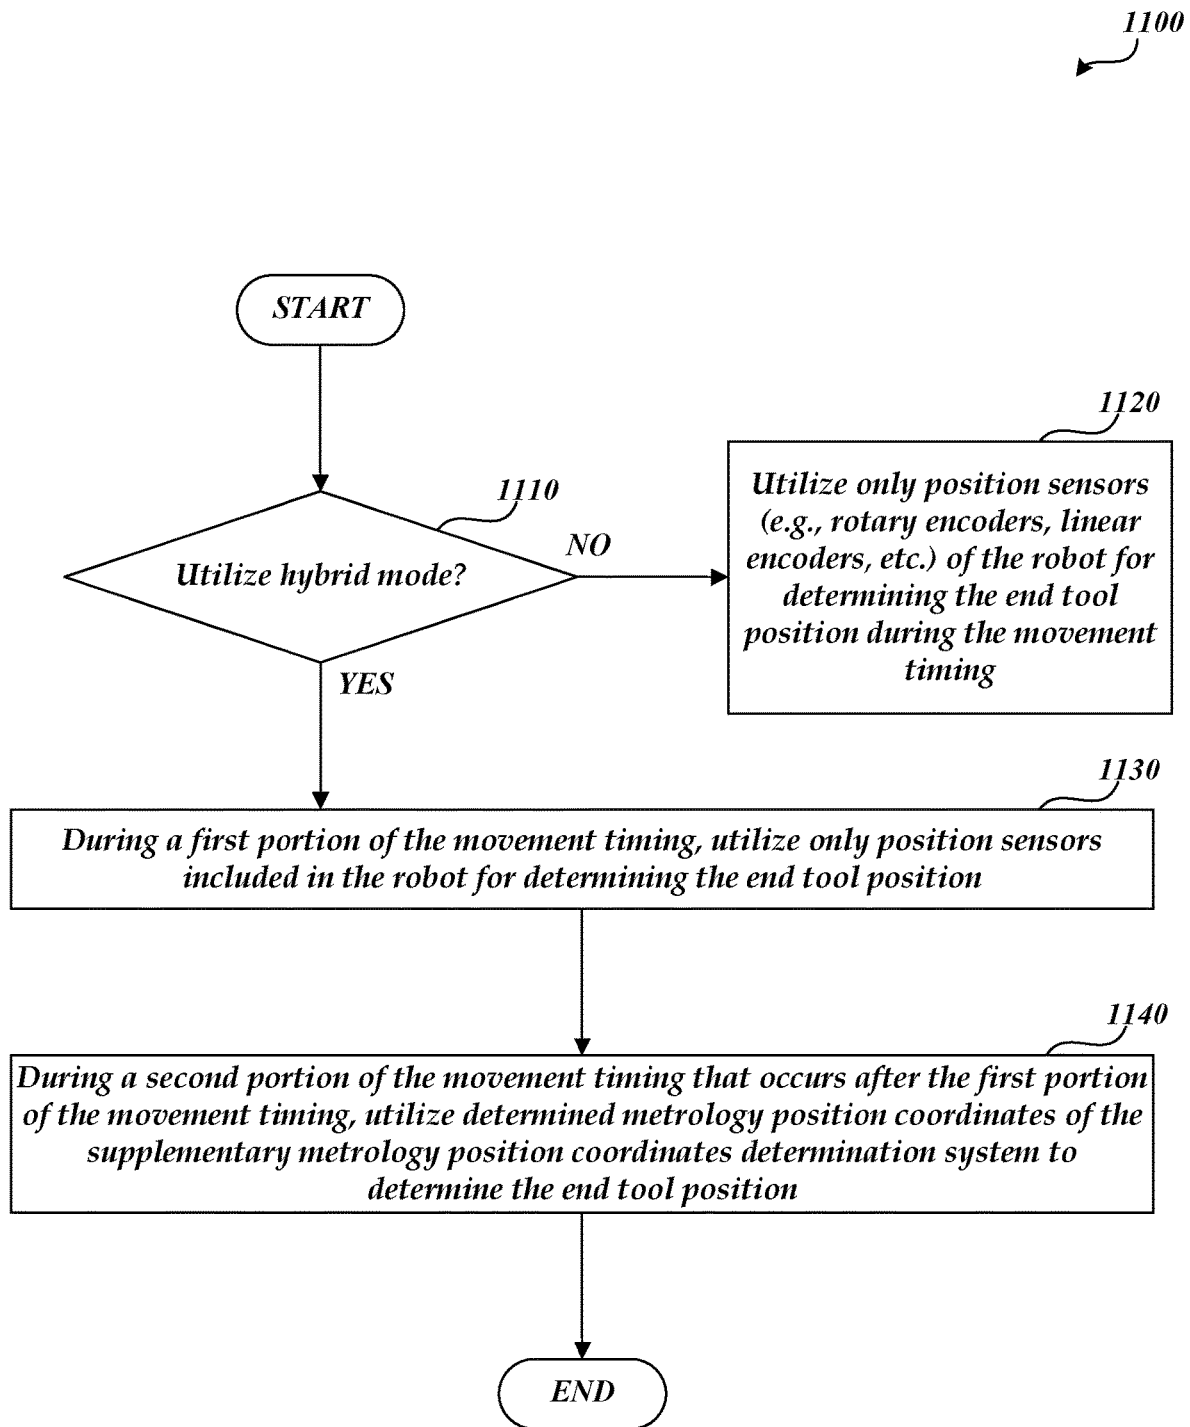 1100
START
1110
Utilize hybrid mode?
NO
1120
Utilize only position sensors
(e.g., rotary encoders, linear
encoders, etc.) of the robot for
determining the end tool
position during the movement
timing
YES
1130
During a first portion of the movement timing, utilize only position sensors
included in the robot for determining the end tool position
1140
During a second portion of the movement timing that occurs after the first portion
of the movement timing, utilize determined metrology position coordinates of the
supplementary metrology position coordinates determination system to
determine the end tool position
END